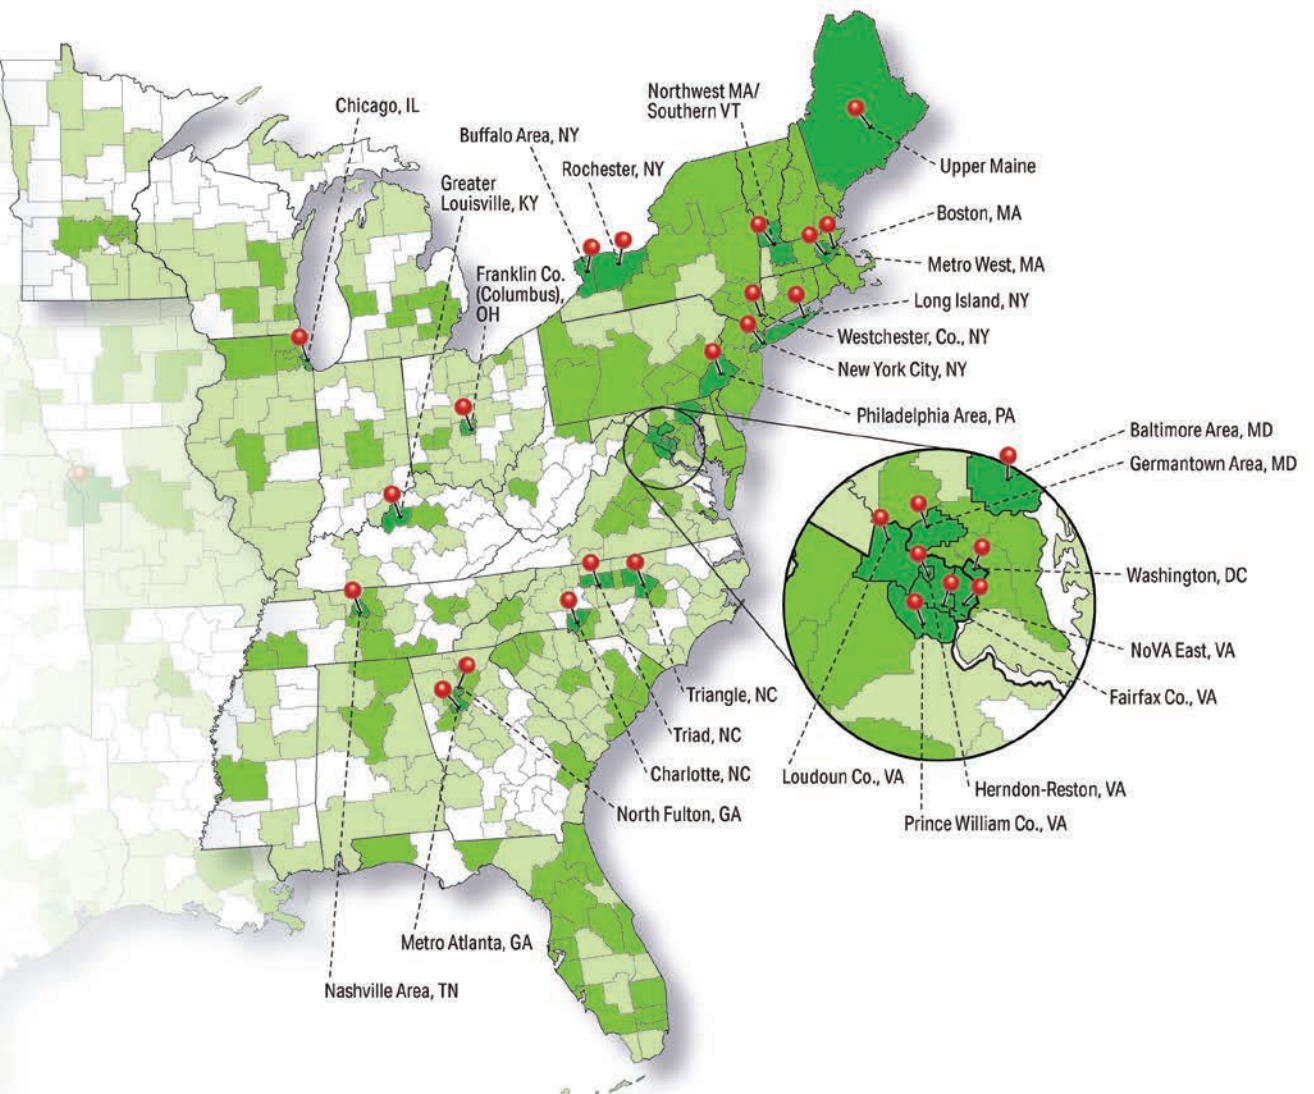 Northwest MA/
Southern VT
Chicago, IL
Buffalo Area, NY
Rochester, NY
Upper Maine
Greater
Louisville, KY
Boston, MA
Metro West, MA
Franklin Co.
(Columbus),
OH
Long Island, NY
Westchester, Co., NY
New York City, NY
Philadelphia Area, PA
Baltimore Area, MD
Germantown Area, MD
Washington, DC
NoVA East, VA
Fairfax Co., VA
Triangle, NC
Triad, NC
Charlotte, NC
Loudoun Co., VA
Herndon-Reston, VA
North Fulton, GA
Prince William Co., VA
Metro Atlanta, GA
Nashville Area, TN